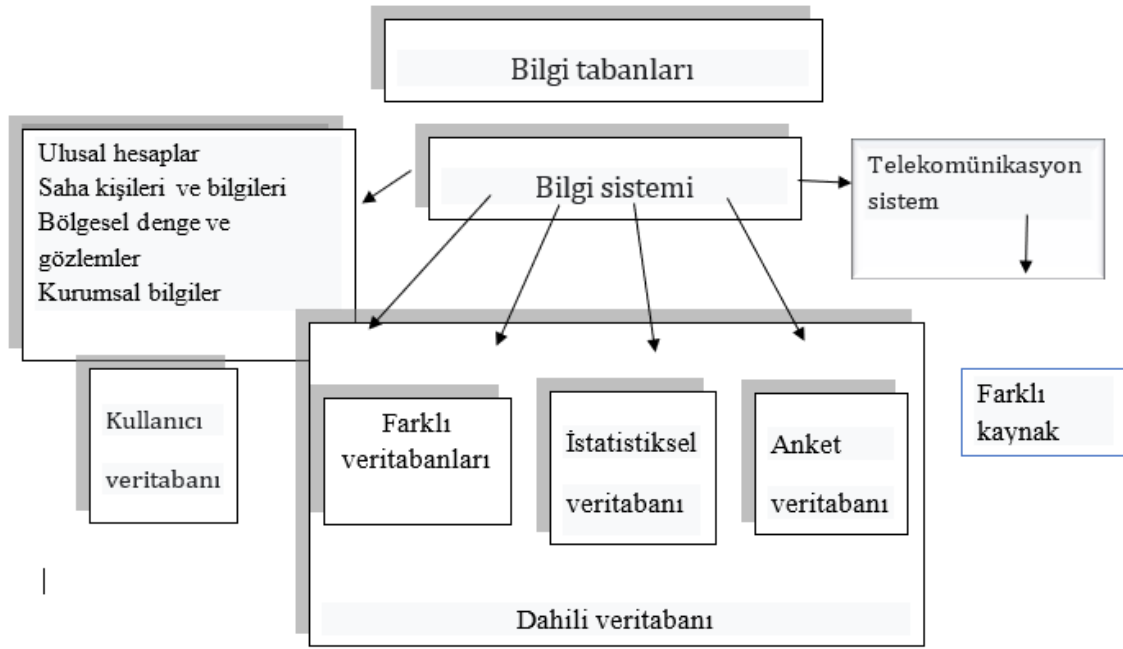 Bilgi tabanları
Ulusal hesaplar
Saha kişileri ve bilgileri
Bölgesel denge ve
gözlemler
Kurumsal bilgiler
Bilgi sistemi
Telekomünikasyon
sistem
Kullanıcı
veritabanı
Farklı
veritabanları
İstatistiksel
veritabanı
Anket
veritabanı
Farklı
kaynak
Dahili veritabanı